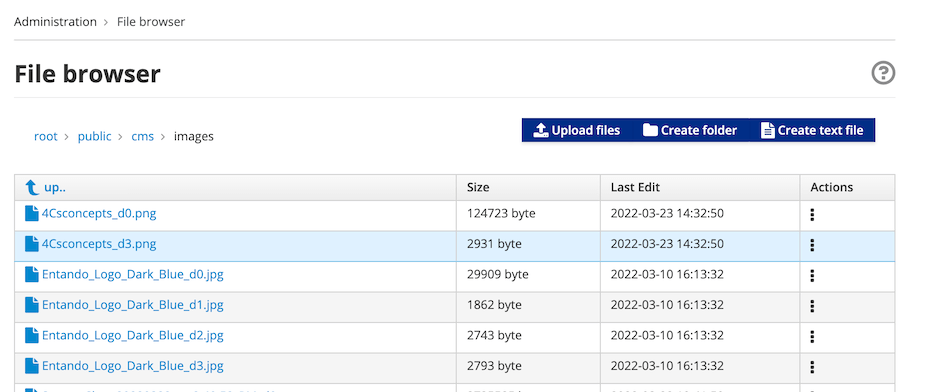 Administration > File browser
File browser
root > public > cms > images
Upload files Create folder Create text file
up.. Size Last Edit Actions
4Csconcepts_d0.png 124723 byte 2022-03-23 14:32:50
4Csconcepts_d3.png 2931 byte 2022-03-23 14:32:50
Entando_Logo_Dark_Blue_d0.jpg 29909 byte 2022-03-10 16:13:32
Entando_Logo_Dark_Blue_d1.jpg 1862 byte 2022-03-10 16:13:32
Entando_Logo_Dark_Blue_d2.jpg 2743 byte 2022-03-10 16:13:32
Entando_Logo_Dark_Blue_d3.jpg 2793 byte 2022-03-10 16:13:32